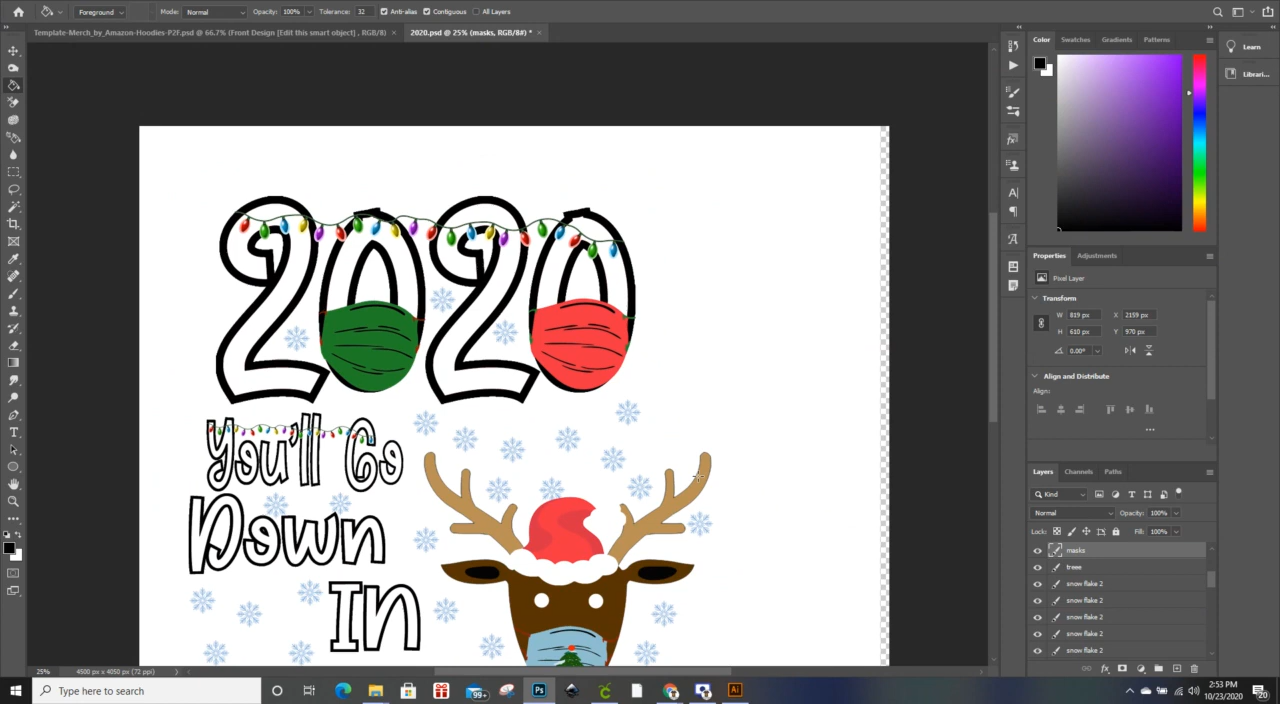 Foreground Mode: Normal Opacity: 100% Tolerance: 32 Anti-alias Contiguous All Layers
Template-Merch_by_Amazon-Hoodies-P2F.psd @ 66.7% (Front Design [Edit this smart object] , RGB/8) × 2020.psd @ 25% (masks, RGB/8#) * ×
Color Swatches Gradients Patterns
Learn
Librari...
2020
You'll Go
Down
In
Properties Adjustments
Pixel Layer
Transform
W 819 px X 2159 px
H 610 px Y 970 px
0.00°
Align and Distribute
Align:
...
Layers Channels Paths
Kind
Normal Opacity: 100%
Lock: Fill: 100%
masks
treee
snow flake 2
snow flake 2
snow flake 2
snow flake 2
snow flake 2
25% 4500 px x 4050 px (72 ppi)
Type here to search
99+
Ps
Ai
2:53 PM
10/23/2020
20